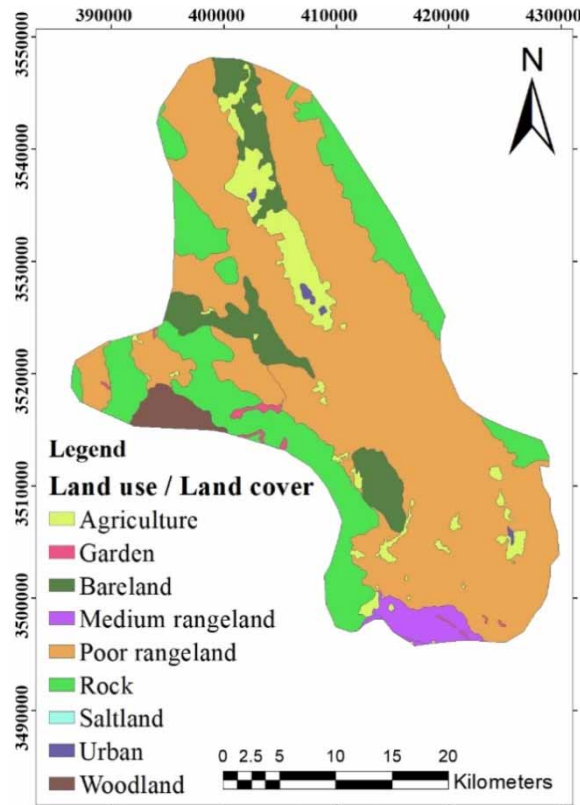 390000 400000 410000 420000 430000
3550000
3540000
3530000
3520000
3510000
3500000
3490000
N
Legend
Land use / Land cover
Agriculture
Garden
Bareland
Medium rangeland
Poor rangeland
Rock
Saltland
Urban
Woodland
0 2.5 5 10 15 20
Kilometers